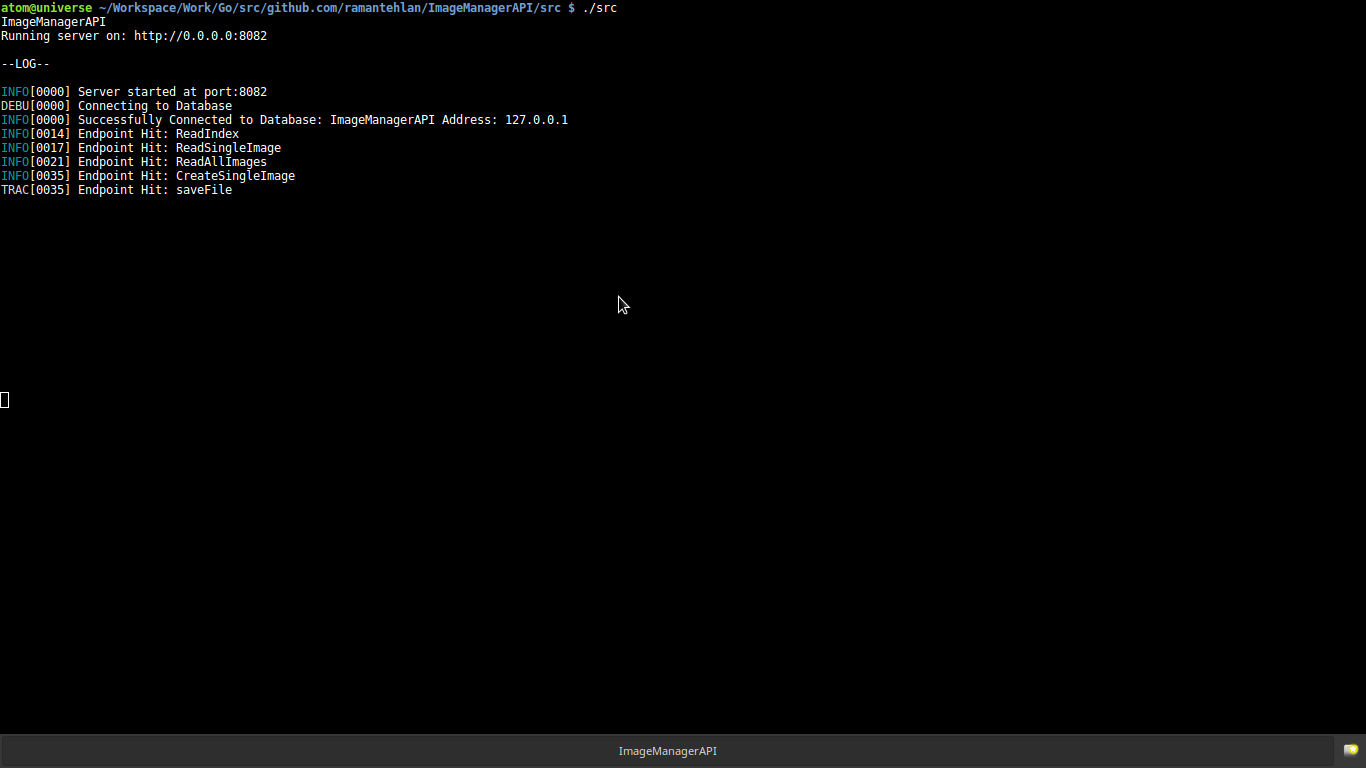 atom@universe ~/Workspace/Work/Go/src/github.com/ramantehlan/ImageManagerAPI/src $ ./src
ImageManagerAPI
Running server on: http://0.0.0.0:8082
--LOG--
INFO[0000] Server started at port:8082
DEBU[0000] Connecting to Database
INFO[0000] Successfully Connected to Database: ImageManagerAPI Address: 127.0.0.1
INFO[0014] Endpoint Hit: ReadIndex
INFO[0017] Endpoint Hit: ReadSingleImage
INFO[0021] Endpoint Hit: ReadAllImages
INFO[0035] Endpoint Hit: CreateSingleImage
TRAC[0035] Endpoint Hit: saveFile
ImageManagerAPI